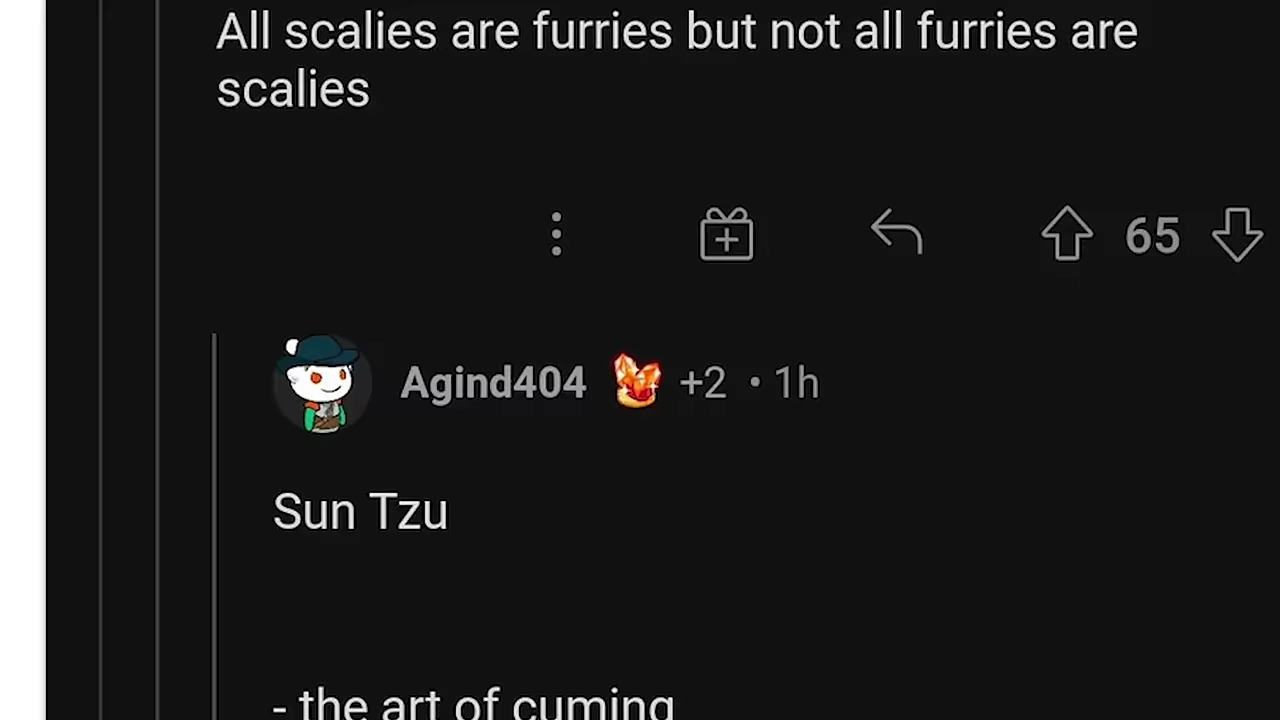 All scalies are furries but not all furries are
scalies
65
Agind404 +2 • 1h
Sun Tzu
- the art of cuming